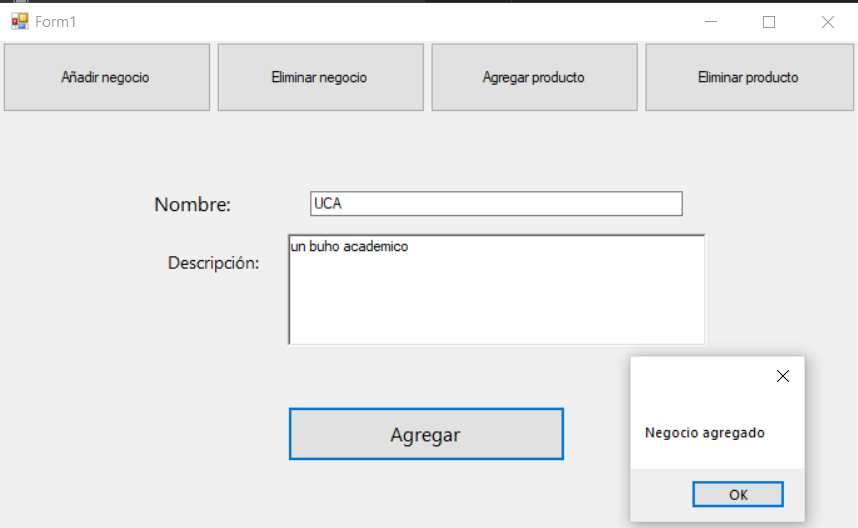 Form1
Añadir negocio
Eliminar negocio
Agregar producto
Eliminar producto
Nombre:
UCA
Descripción:
un buho academico
Agregar
Negocio agregado
OK